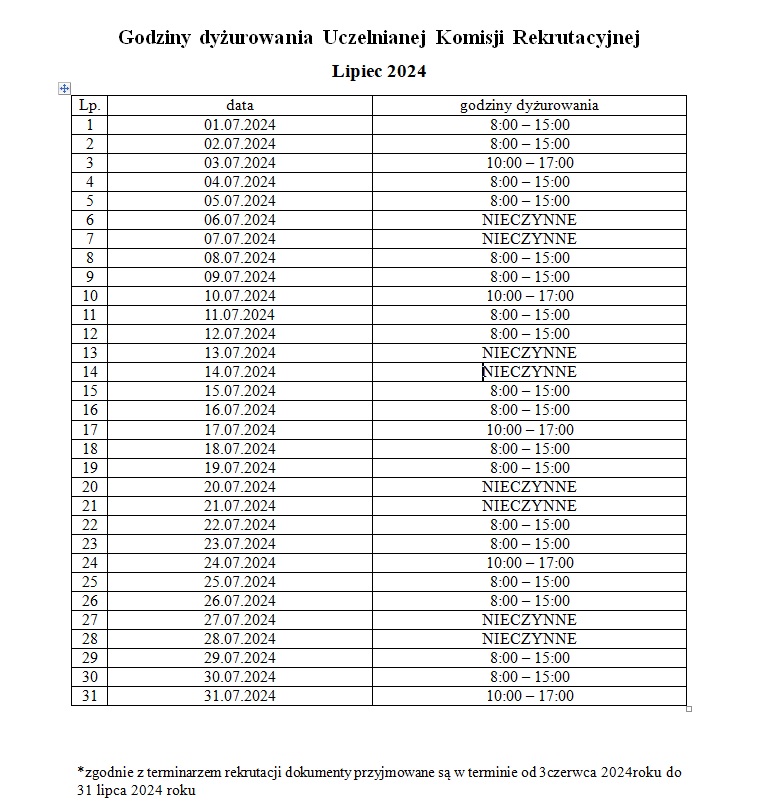 Godziny dyżurowania Uczelnianej Komisji Rekrutacyjnej
Lipiec 2024
Lp. data godziny dyżurowania
1 01.07.2024 8:00 – 15:00
2 02.07.2024 8:00 – 15:00
3 03.07.2024 10:00 – 17:00
4 04.07.2024 8:00 – 15:00
5 05.07.2024 8:00 – 15:00
6 06.07.2024 NIECZYNNE
7 07.07.2024 NIECZYNNE
8 08.07.2024 8:00 – 15:00
9 09.07.2024 8:00 – 15:00
10 10.07.2024 10:00 – 17:00
11 11.07.2024 8:00 – 15:00
12 12.07.2024 8:00 – 15:00
13 13.07.2024 NIECZYNNE
14 14.07.2024 NIECZYNNE
15 15.07.2024 8:00 – 15:00
16 16.07.2024 8:00 – 15:00
17 17.07.2024 10:00 – 17:00
18 18.07.2024 8:00 – 15:00
19 19.07.2024 8:00 – 15:00
20 20.07.2024 NIECZYNNE
21 21.07.2024 NIECZYNNE
22 22.07.2024 8:00 – 15:00
23 23.07.2024 8:00 – 15:00
24 24.07.2024 10:00 – 17:00
25 25.07.2024 8:00 – 15:00
26 26.07.2024 8:00 – 15:00
27 27.07.2024 NIECZYNNE
28 28.07.2024 NIECZYNNE
29 29.07.2024 8:00 – 15:00
30 30.07.2024 8:00 – 15:00
31 31.07.2024 10:00 – 17:00
*zgodnie z terminarzem rekrutacji dokumenty przyjmowane są w terminie od 3czerwca 2024roku do
31 lipca 2024 roku